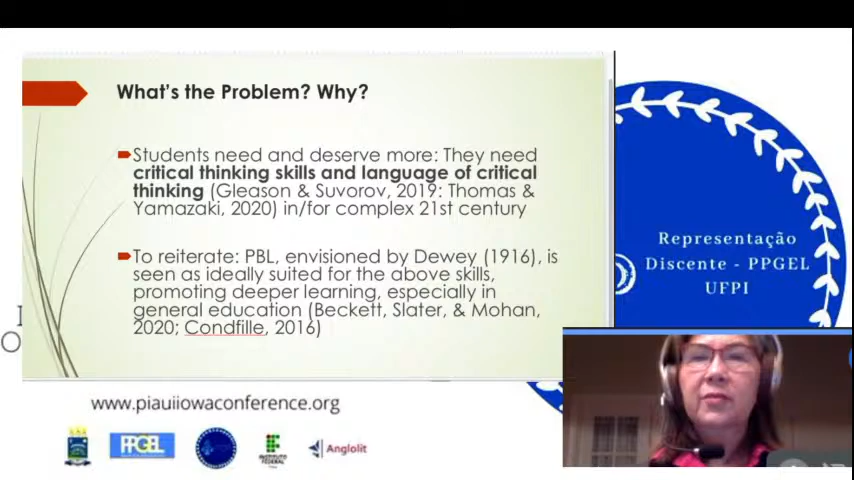 What's the Problem? Why?
Students need and deserve more: They need
critical thinking skills and language of critical
thinking (Gleason & Suvorov, 2019: Thomas &
Yamazaki, 2020) in/for complex 21st century
To reiterate: PBL, envisioned by Dewey (1916), is
seen as ideally suited for the above skills,
promoting deeper learning, especially in
general education (Beckett, Slater, & Mohan,
2020; Condfille, 2016)
Representação
Discente - PPGEL
UFPI
www.piauiiowaconference.org
PPGEL
INSTITUTO
FEDERAL
Anglolit